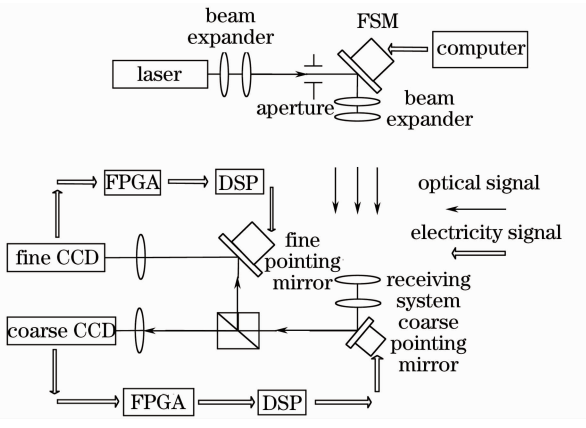 beam
expander
FSM
laser
computer
aperture
beam
expander
FPGA
DSP
optical signal
electricity signal
fine CCD
fine
pointing
mirror
receiving
system
coarse
pointing
mirror
coarse CCD
FPGA
DSP